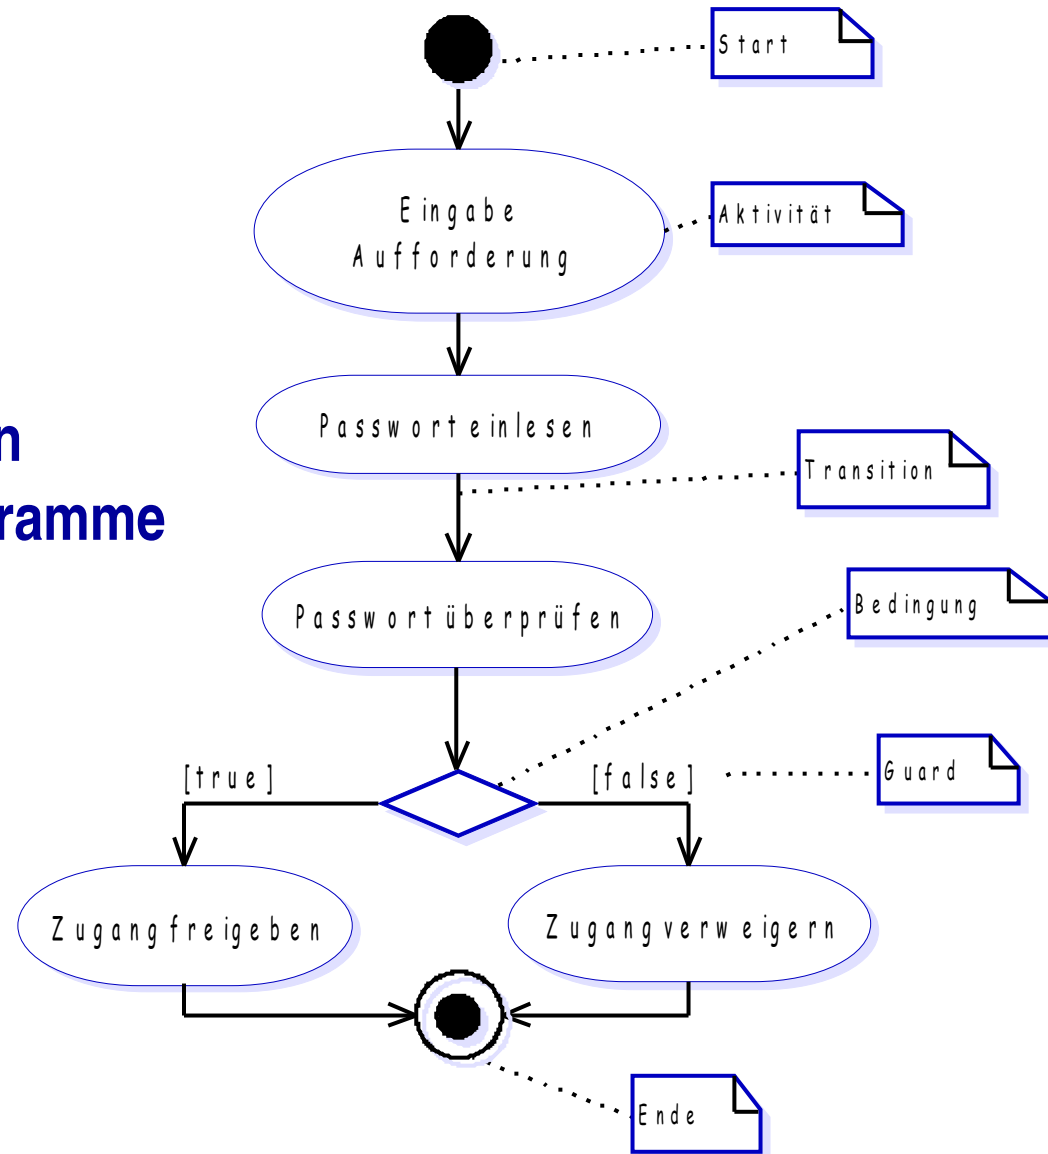 Start
Eingabe
Aufforderung
Aktivität
Passwort einlesen
n
ramme
Transition
Passwort überprüfen
Bedingung
[true]
[false]
Guard
Zugang freigeben
Zugang verweigern
Ende